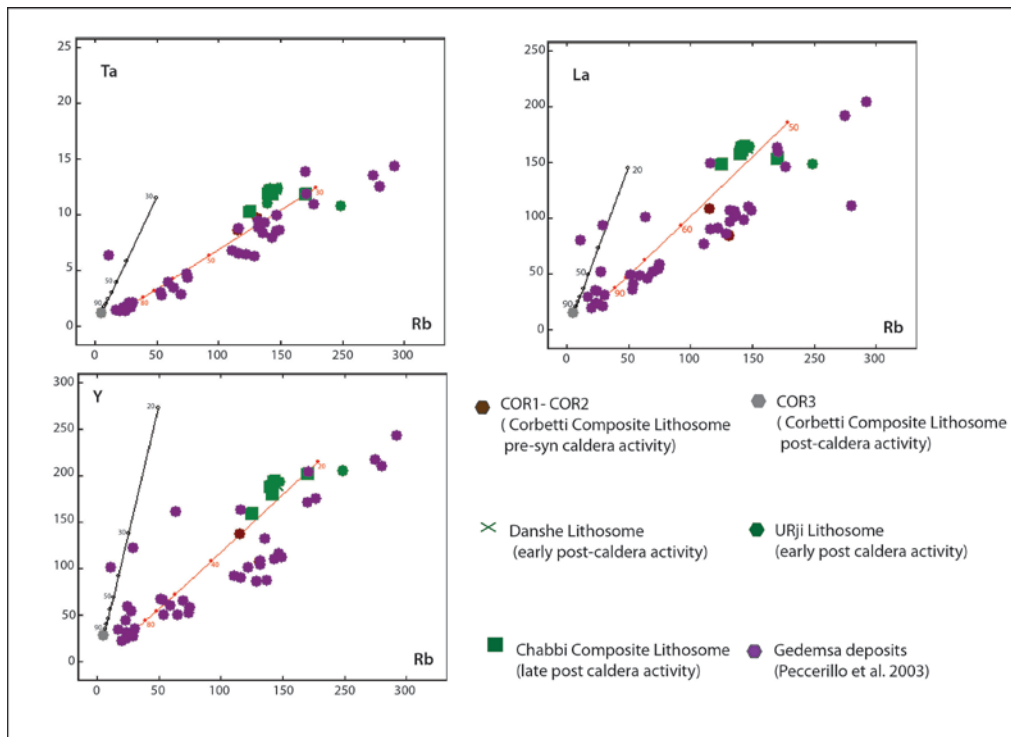 25
Ta
20
15
30
30
10
50
5
50
90
80
0
Rb
0 50 100 150 200 250 300
250
La
200
50
150
20
100
60
50
50
90
90
0
Rb
0 50 100 150 200 250 300
300
Y
20
250
200
20
150
30
100
40
50
50
90
80
0
Rb
0 50 100 150 200 250 300
COR1- COR2
( Corbetti Composite Lithosome
pre-syn caldera activity)
COR3
( Corbetti Composite Lithosome
post-caldera activity)
Danshe Lithosome
(early post-caldera activity)
URji Lithosome
(early post caldera activity)
Chabbi Composite Lithosome
(late post caldera activity)
Gedemsa deposits
(Peccerillo et al. 2003)